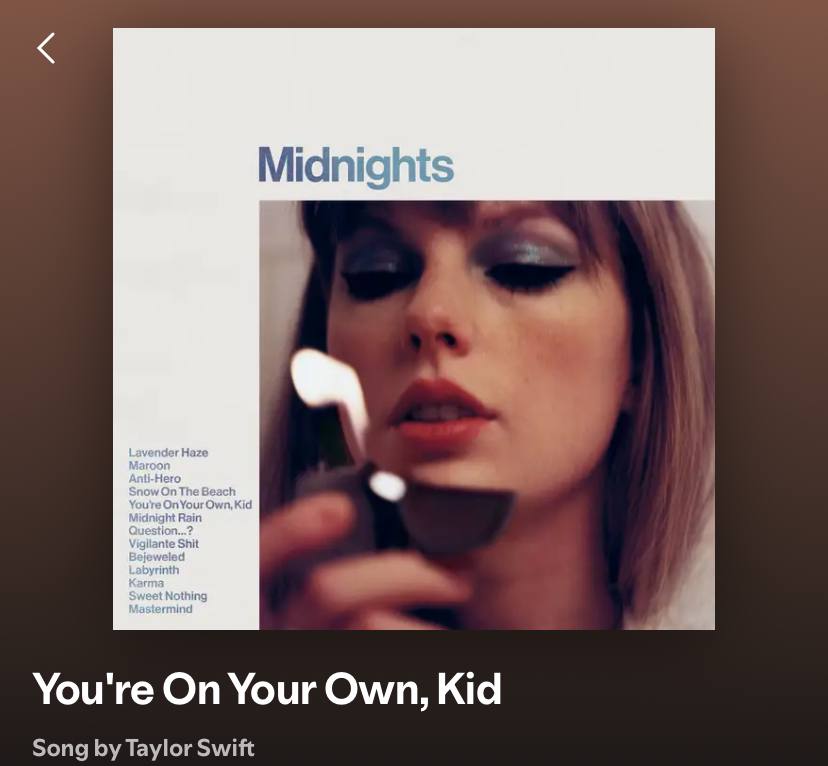 Midnights
Lavender Haze
Maroon
Anti-Hero
Snow On The Beach
You're On Your Own, Kid
Midnight Rain
Question...?
Vigilante Shit
Bejeweled
Labyrinth
Karma
Sweet Nothing
Mastermind
You're On Your Own, Kid
Song by Taylor Swift